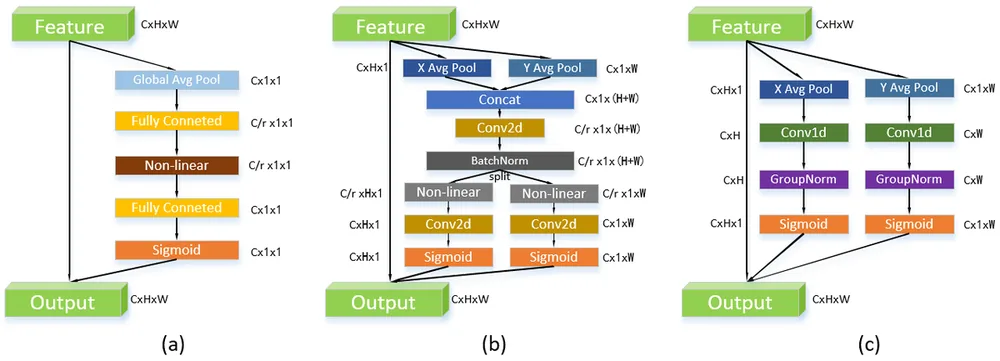 Feature CxHxW
Global Avg Pool Cx1x1
Fully Conneted C/r x1x1
Non-linear C/r x1x1
Fully Conneted Cx1x1
Sigmoid Cx1x1
Output CxHxW
(a)
Feature CxHxW
CxHx1 X Avg Pool Y Avg Pool Cx1xW
Concat Cx1x(H+W)
Conv2d C/r x1x(H+W)
BatchNorm C/r x1x(H+W)
split
C/r xHx1 Non-linear Non-linear C/r x1xW
CxHx1 Conv2d Conv2d Cx1xW
CxHx1 Sigmoid Sigmoid Cx1xW
Output CxHxW
(b)
Feature CxHxW
CxHx1 X Avg Pool Y Avg Pool Cx1xW
CxH Conv1d Conv1d CxW
CxH GroupNorm GroupNorm CxW
CxHx1 Sigmoid Sigmoid Cx1xW
Output CxHxW
(c)